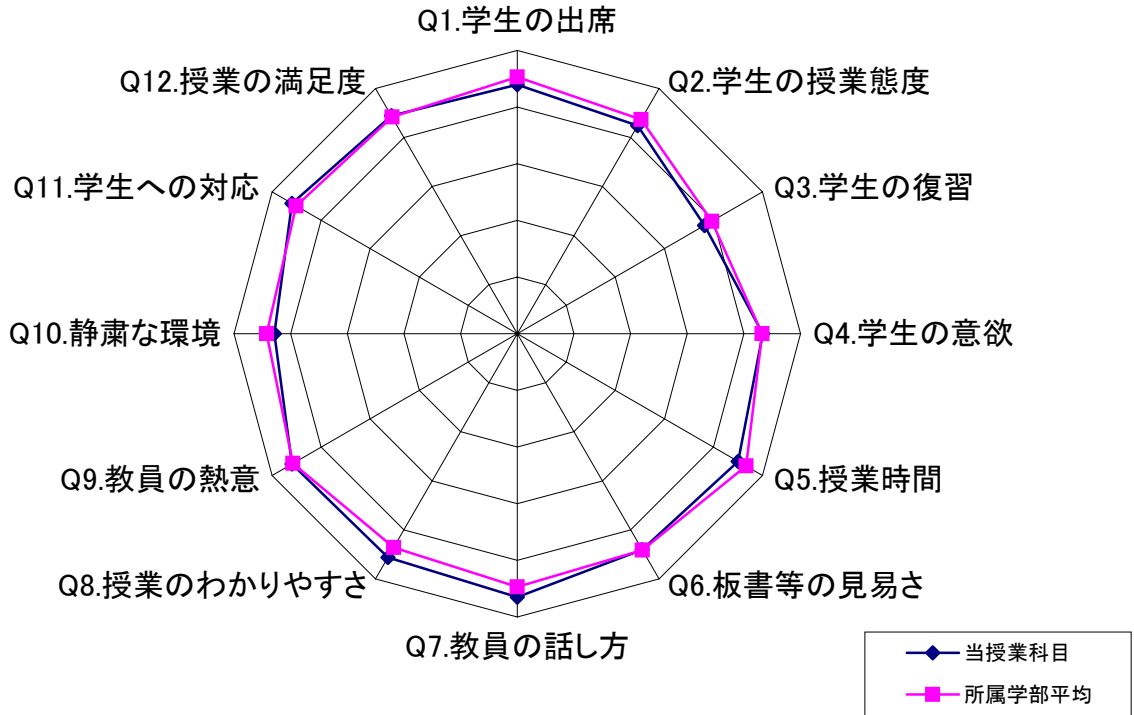 Q1.学生の出席
Q2.学生の授業態度
Q3.学生の復習
Q4.学生の意欲
Q5.授業時間
Q6.板書等の見易さ
Q7.教員の話し方
Q8.授業のわかりやすさ
Q9.教員の熱意
Q10.静粛な環境
Q11.学生への対応
Q12.授業の満足度
当授業科目
所属学部平均